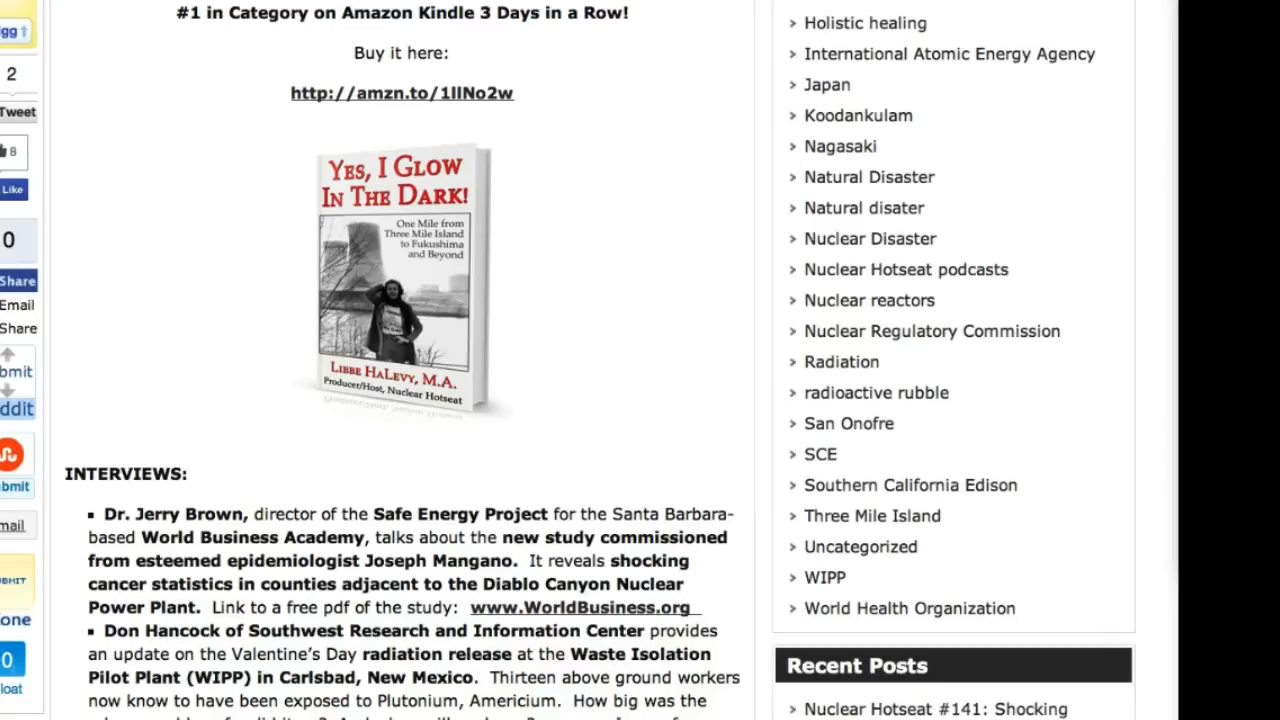 gg
2
Tweet
8
Like
0
Share
Email
Share
bmit
ddit
bmit
mail
UBMIT
one
0
loat
#1 in Category on Amazon Kindle 3 Days in a Row!
Buy it here:
http://amzn.to/1llNo2w
YES, I GLOW
IN THE DARK!
One Mile from
Three Mile Island
to Fukushima
and Beyond
LIBBE HALEVY, M.A.
Producer/Host, Nuclear Hotseat
INTERVIEWS:
Dr. Jerry Brown, director of the Safe Energy Project for the Santa Barbara-
based World Business Academy, talks about the new study commissioned
from esteemed epidemiologist Joseph Mangano. It reveals shocking
cancer statistics in counties adjacent to the Diablo Canyon Nuclear
Power Plant. Link to a free pdf of the study: www.WorldBusiness.org
Don Hancock of Southwest Research and Information Center provides
an update on the Valentine's Day radiation release at the Waste Isolation
Pilot Plant (WIPP) in Carlsbad, New Mexico. Thirteen above ground workers
now know to have been exposed to Plutonium, Americium. How big was the
Holistic healing
International Atomic Energy Agency
Japan
Koodankulam
Nagasaki
Natural Disaster
Natural disater
Nuclear Disaster
Nuclear Hotseat podcasts
Nuclear reactors
Nuclear Regulatory Commission
Radiation
radioactive rubble
San Onofre
SCE
Southern California Edison
Three Mile Island
Uncategorized
WIPP
World Health Organization
Recent Posts
Nuclear Hotseat #141: Shocking